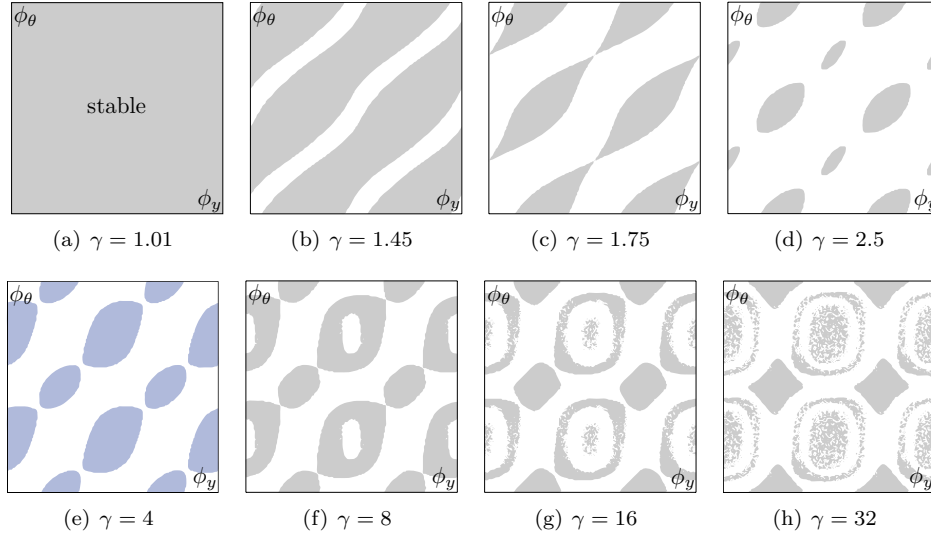 ϕθ ϕθ ϕθ ϕθ
stable
ϕy ϕy ϕy ϕy
(a) γ = 1.01 (b) γ = 1.45 (c) γ = 1.75 (d) γ = 2.5
ϕθ ϕθ ϕθ ϕθ
ϕy ϕy ϕy ϕy
(e) γ = 4 (f) γ = 8 (g) γ = 16 (h) γ = 32